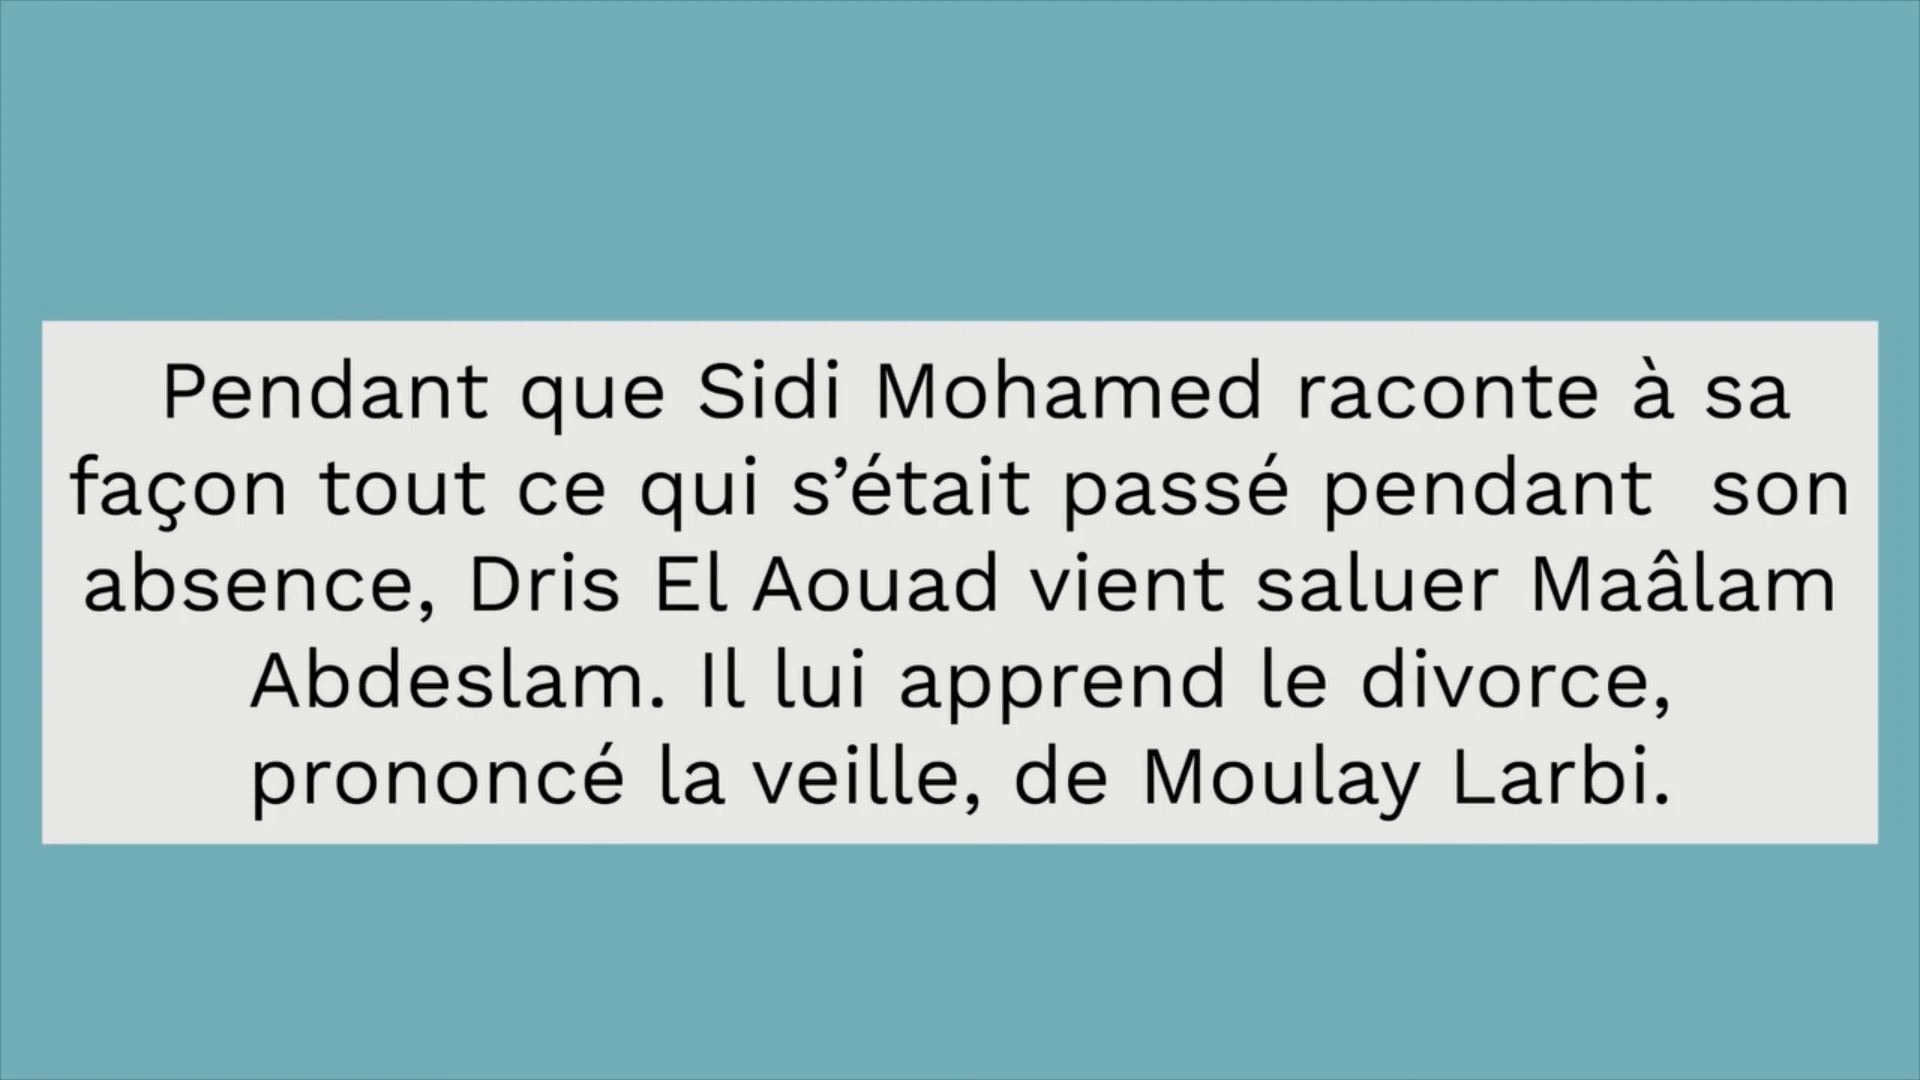 Pendant que Sidi Mohamed raconte à sa
façon tout ce qui s’était passé pendant  son
absence, Dris El Aouad vient saluer Maâlam
Abdeslam. Il lui apprend le divorce,
prononcé la veille, de Moulay Larbi.